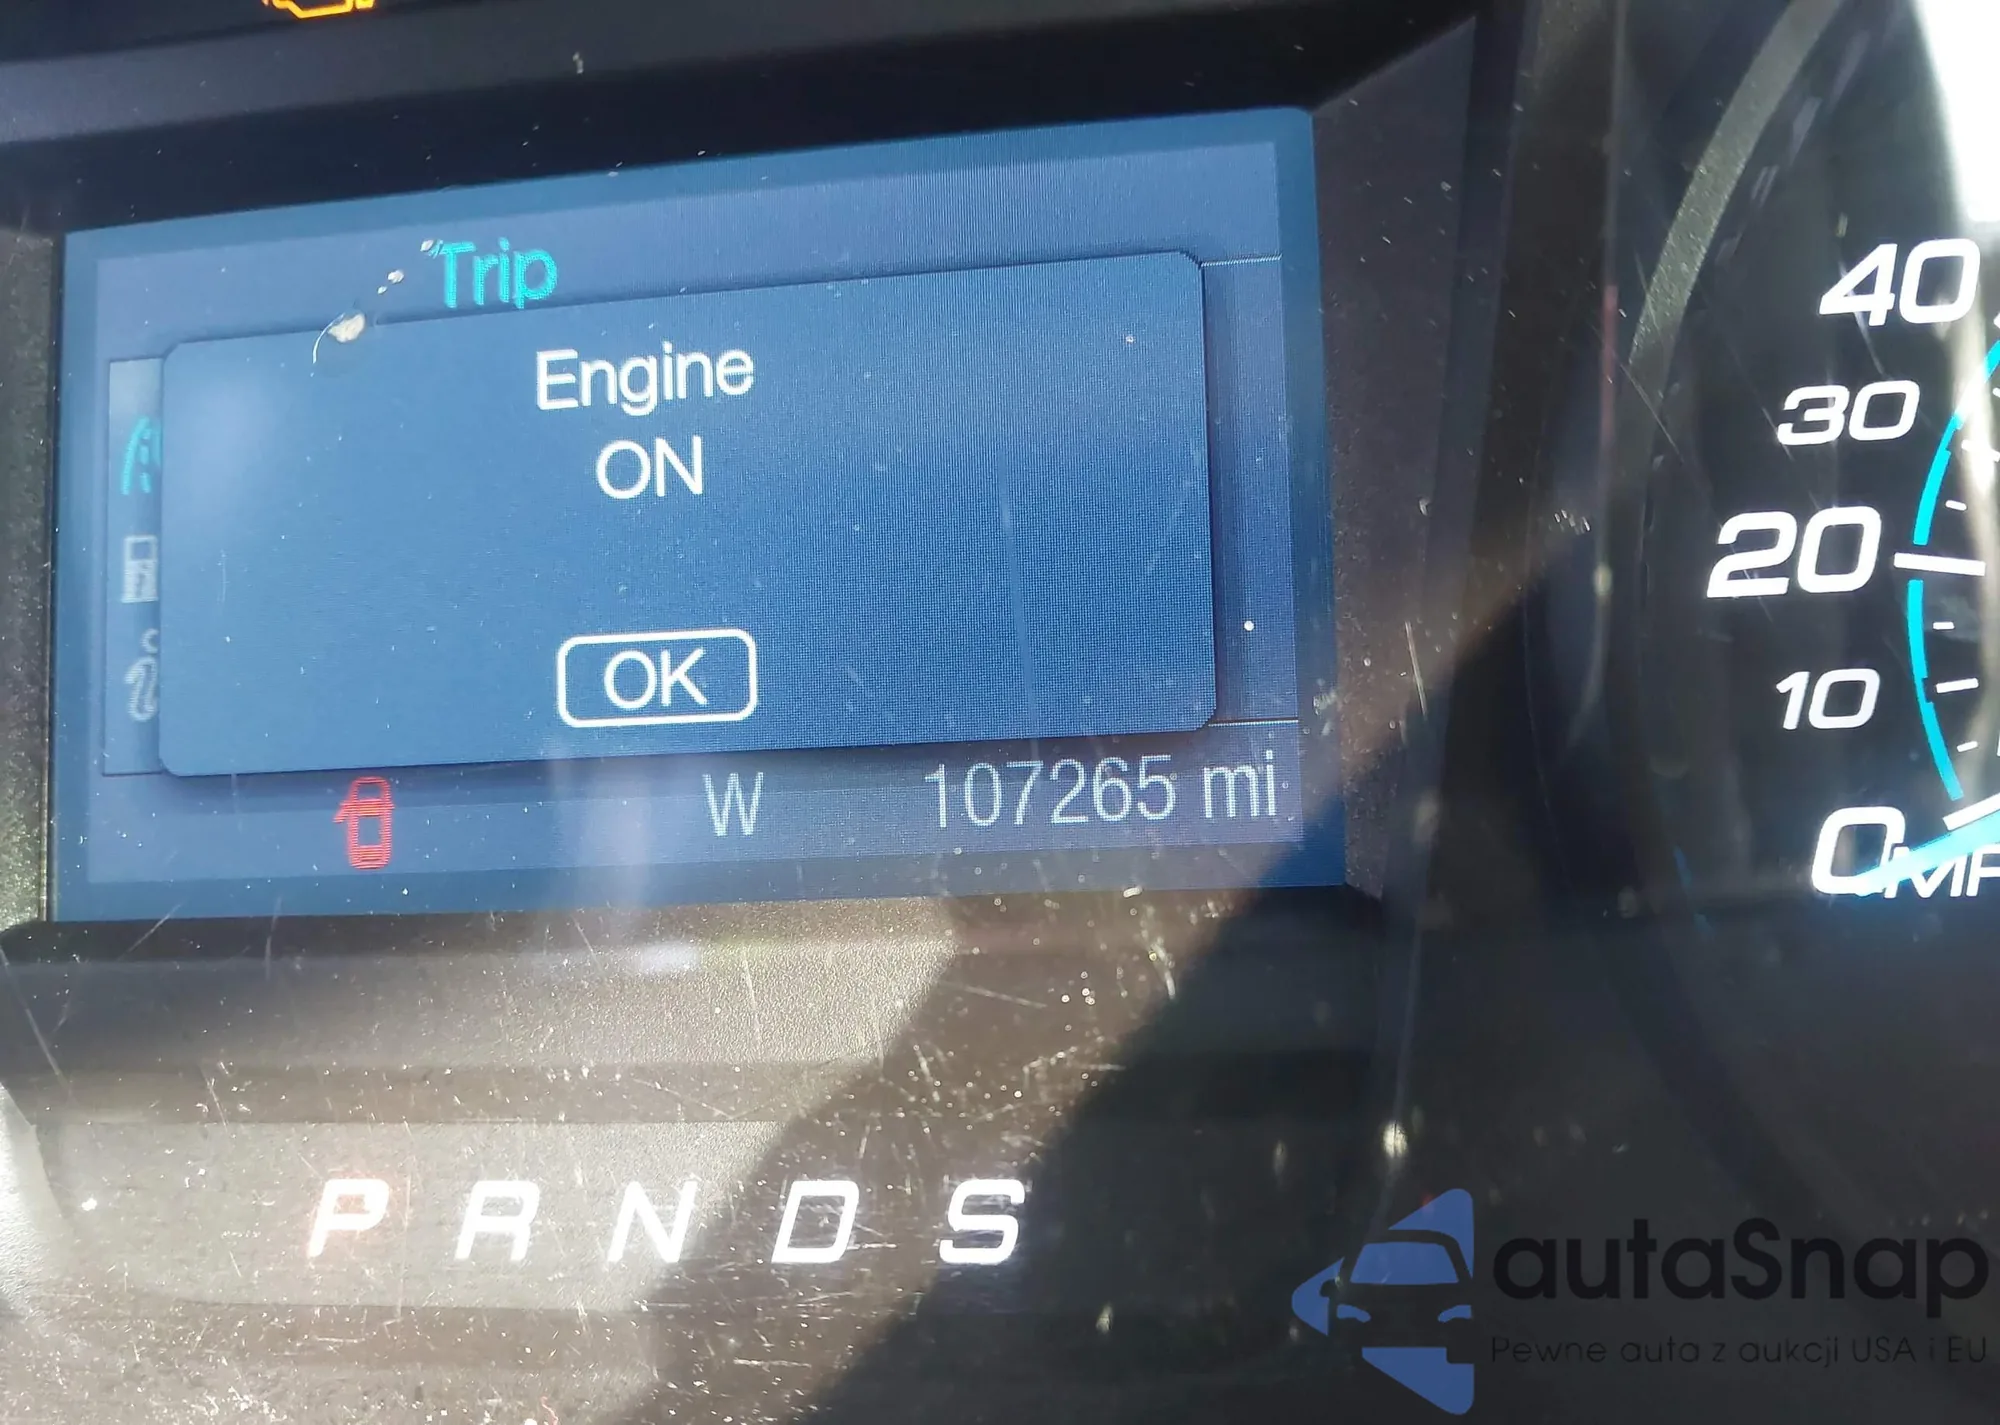 Trip
Engine
ON
OK
W 107265 mi
40
30
20
10
0
P R N D S
autaSnap
Pewne auta z aukcji USA i EU